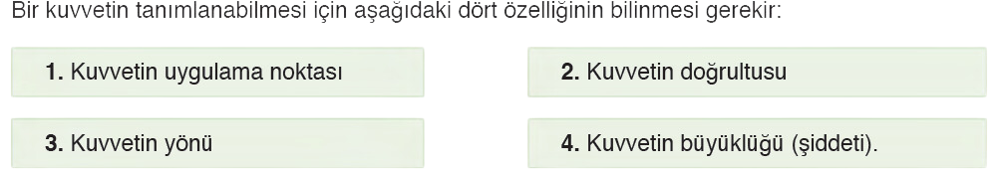 Bir kuvvetin tanımlanabilmesi için aşağıdaki dört özelliğinin bilinmesi gerekir:
1. Kuvvetin uygulama noktası
2. Kuvvetin doğrultusu
3. Kuvvetin yönü
4. Kuvvetin büyüklüğü (şiddeti).